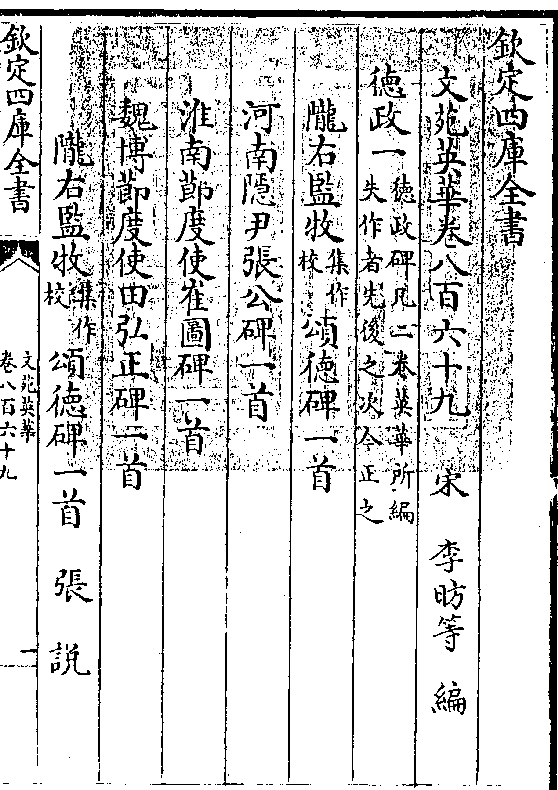 欽定四庫全書
文苑英華卷八百六十九　宋　李昉等　編
德政一
德政碑凡二卷英華所編
失作者先後之次今正之
隴右監牧集作校頌德碑一首
河南隠尹張公碑一首
淮南節度使崔圖碑一首
魏博節度使田弘正碑一首
隴右監牧集作校頌德碑一首　張　説
欽定四庫全書
文苑英華
卷八百六十九
一